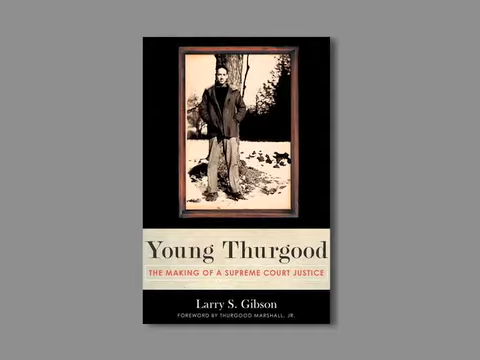 Young Thurgood
THE MAKING OF A SUPREME COURT JUSTICE
Larry S. Gibson
FOREWORD BY THURGOOD MARSHALL, JR.